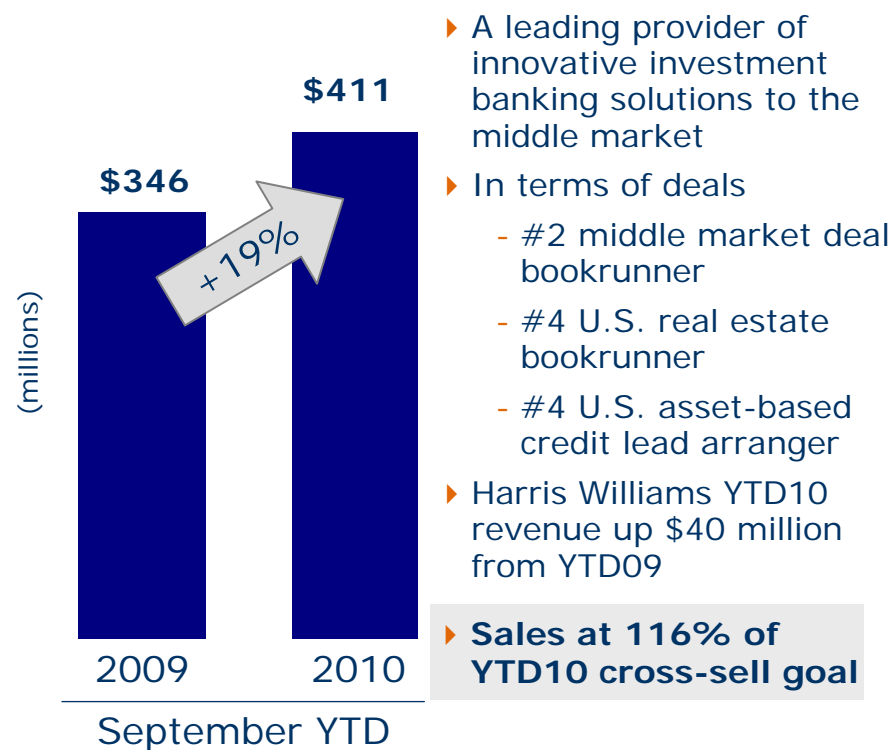 $411
$346
+19%
(millions)
2009
2010
September YTD
A leading provider of
innovative investment
banking solutions to the
middle market
In terms of deals
- #2 middle market deal
bookrunner
- #4 U.S. real estate
bookrunner
- #4 U.S. asset-based
credit lead arranger
Harris Williams YTD10
revenue up $40 million
from YTD09
Sales at 116% of
YTD10 cross-sell goal